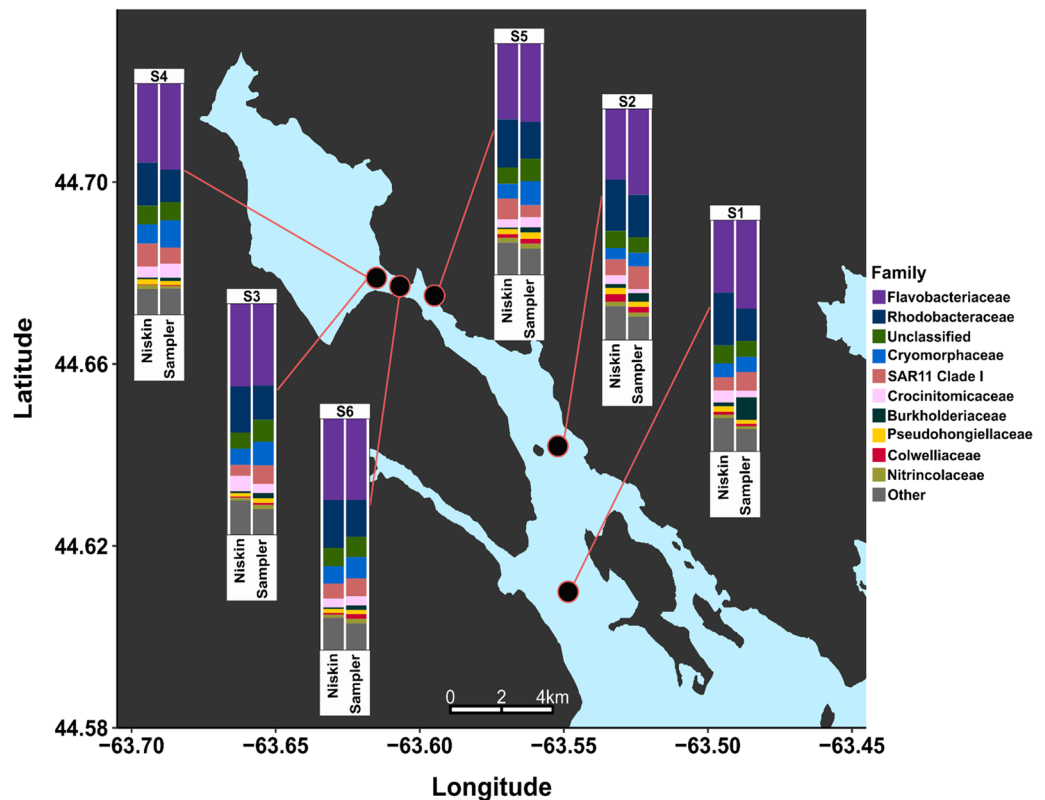 S5
S4
S2
S1
Niskin
Sampler
Niskin
Sampler
Niskin
Sampler
Niskin
Sampler
S3
S6
Niskin
Sampler
Niskin
Sampler
Family
Flavobacteriaceae
Rhodobacteraceae
Unclassified
Cryomorphaceae
SAR11 Clade I
Crocinitomicaceae
Burkholderiaceae
Pseudohongiellaceae
Colwelliaceae
Nitrincolaceae
Other
Latitude
44.70
44.66
44.62
44.58
0 2 4km
−63.70 −63.65 −63.60 −63.55 −63.50 −63.45
Longitude